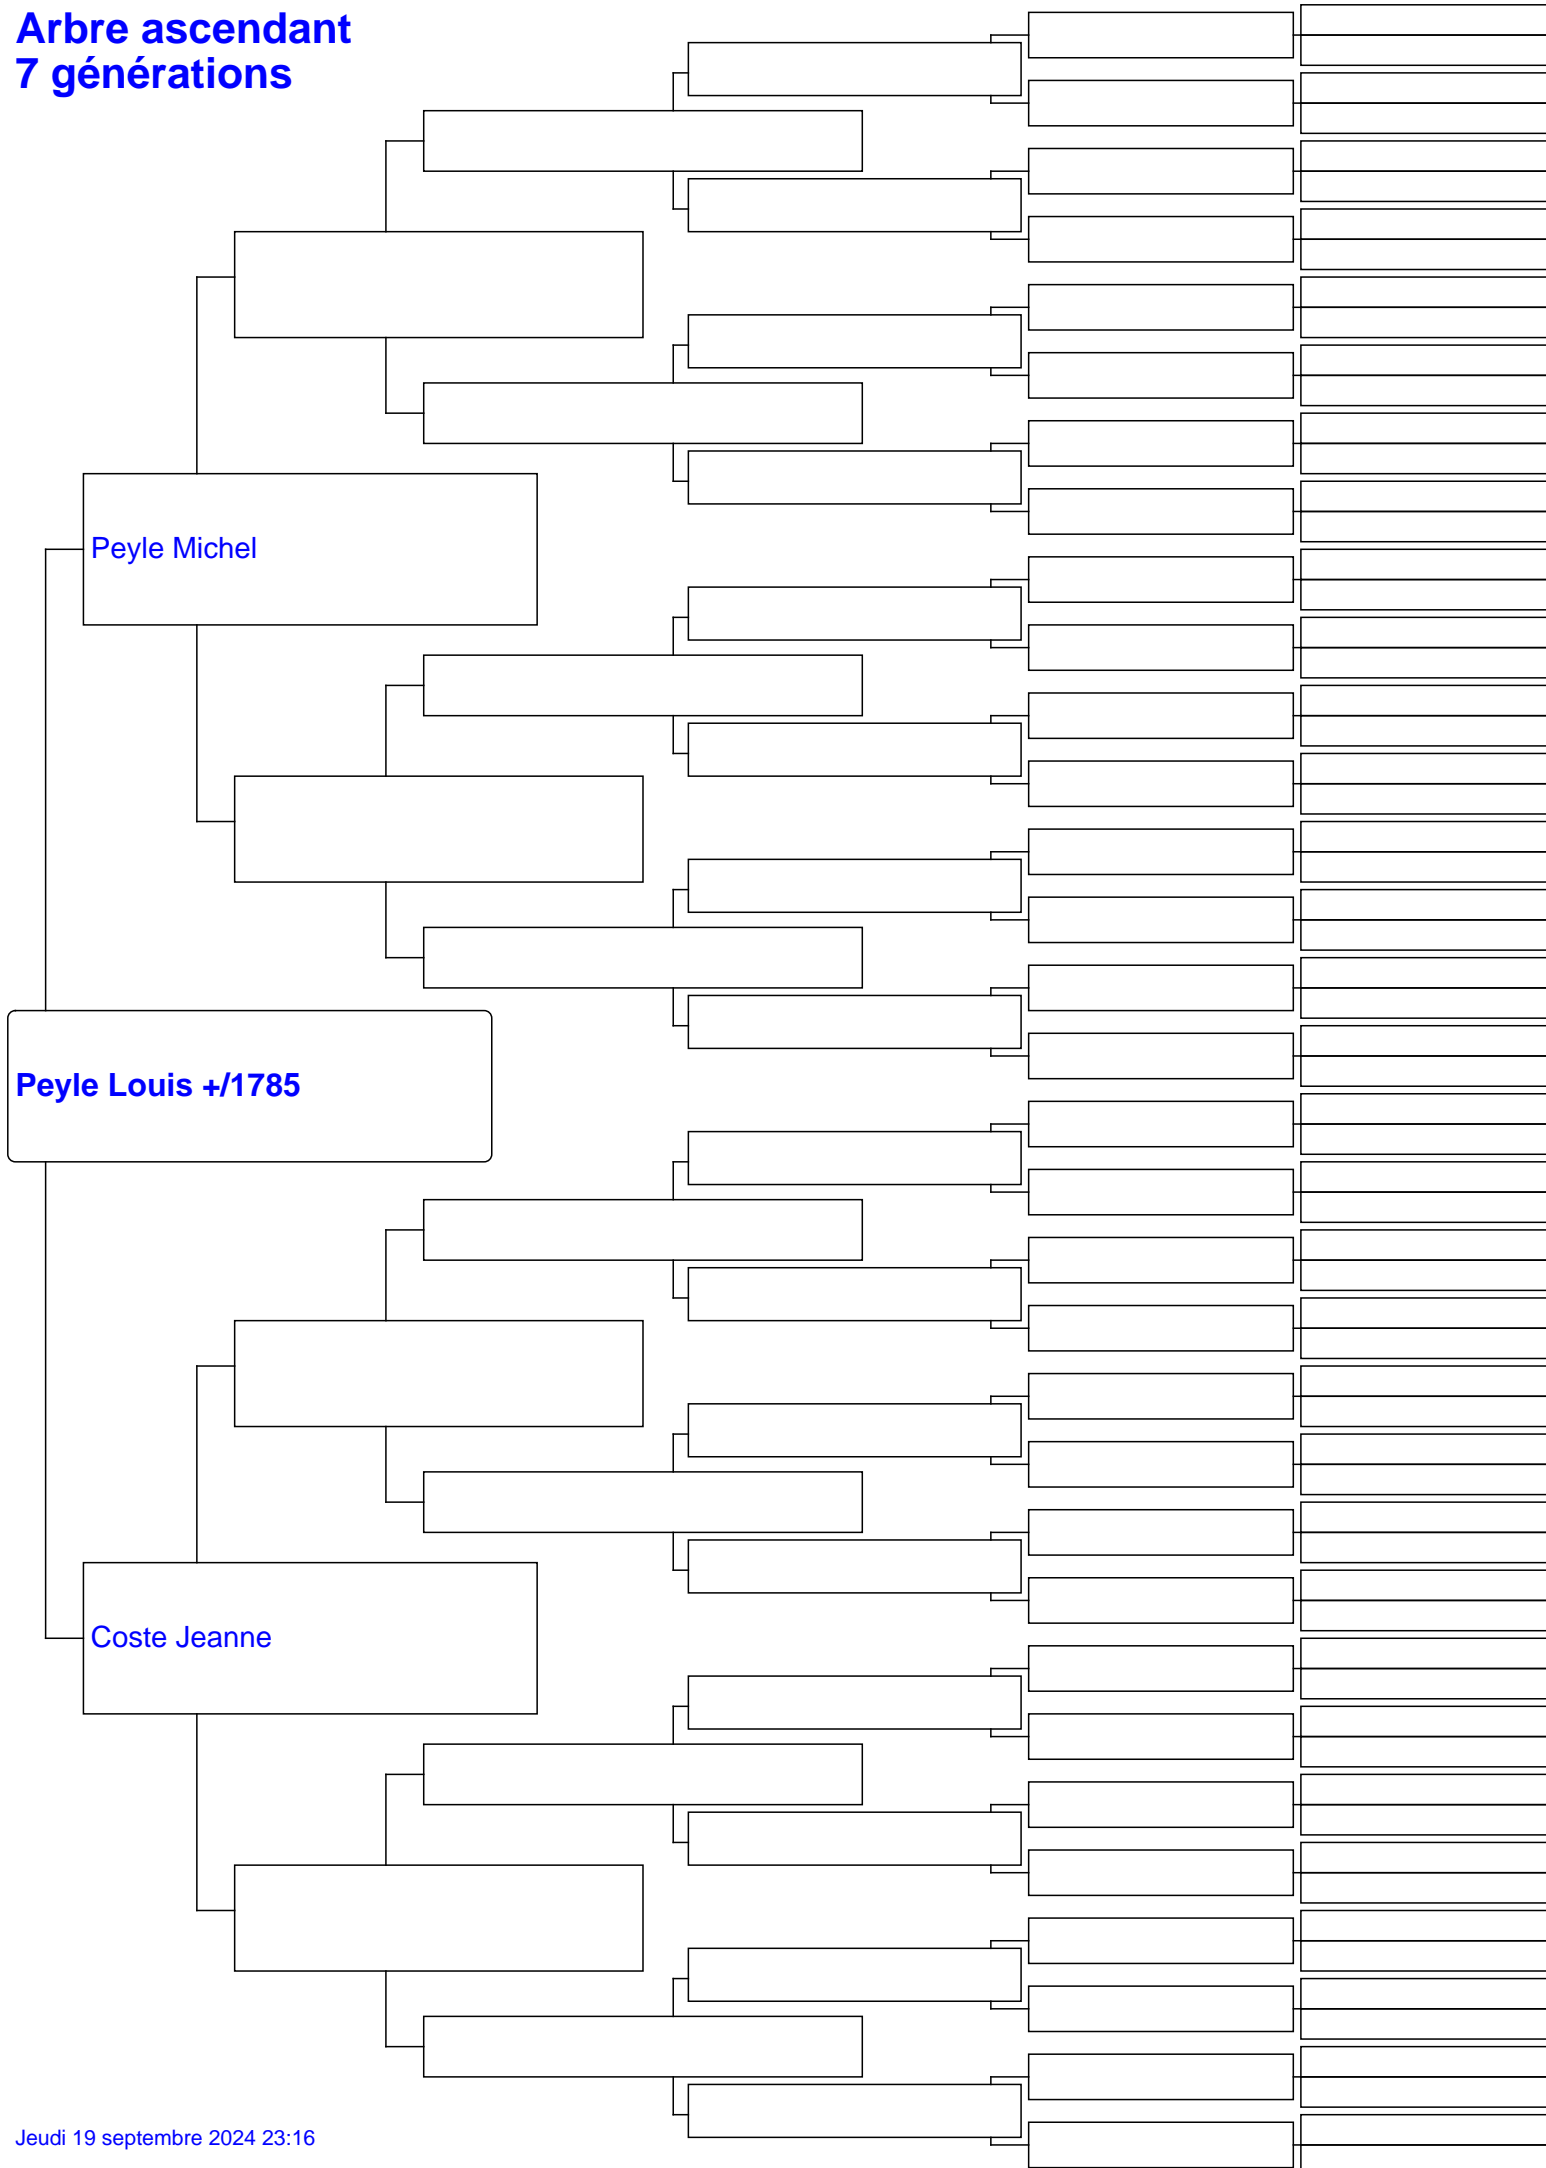 Arbre ascendant
7 générations
Peyle Michel
Peyle Louis +/1785
Coste Jeanne
Jeudi 19 septembre 2024 23:16